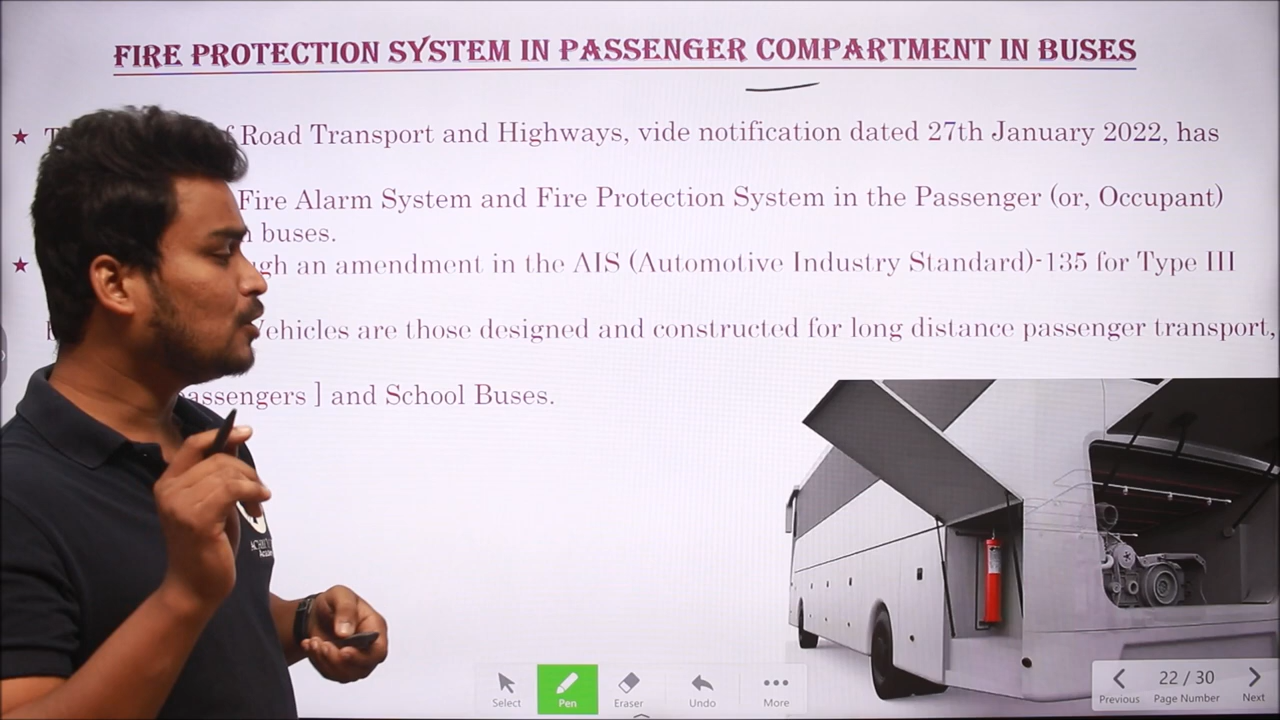 FIRE PROTECTION SYSTEM IN PASSENGER COMPARTMENT IN BUSES
Road Transport and Highways, vide notification dated 27th January 2022, has
Fire Alarm System and Fire Protection System in the Passenger (or, Occupant)
buses.
an amendment in the AIS (Automotive Industry Standard)-135 for Type III
Vehicles are those designed and constructed for long distance passenger transport,
passengers ] and School Buses.
Select
Pen
Eraser
Undo
More
Previous
22 / 30
Page Number
Next